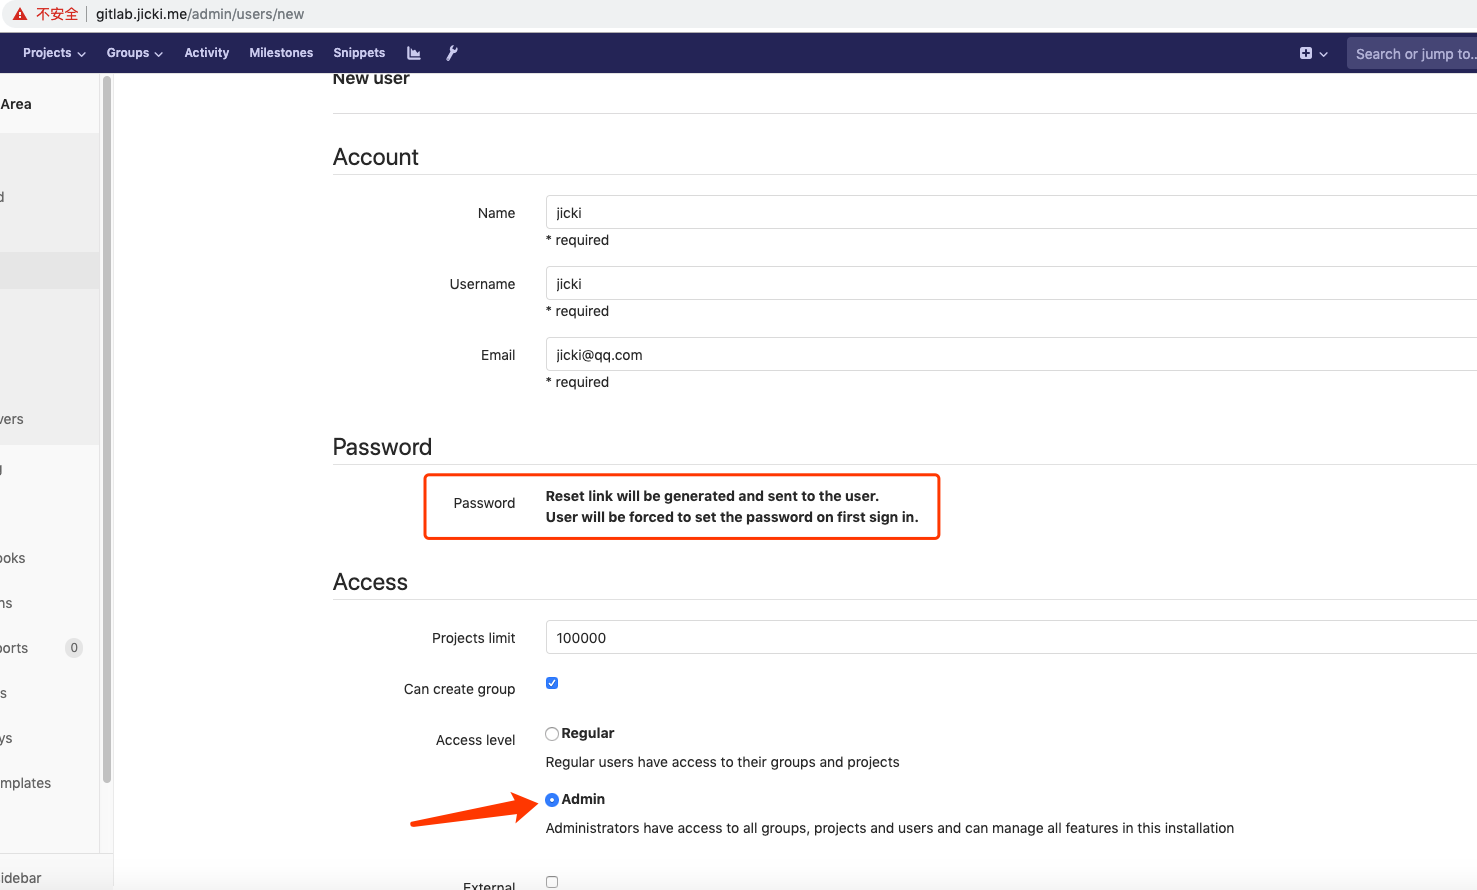 不安全 gitlab.jicki.me/admin/users/new
Projects Groups Activity Milestones Snippets Search or jump to...
New user
Area
Account
Name jicki
* required
Username jicki
* required
Email jicki@qq.com
* required
Password
Password Reset link will be generated and sent to the user.
User will be forced to set the password on first sign in.
Access
Projects limit 100000
Can create group
Access level Regular
Regular users have access to their groups and projects
Admin
Administrators have access to all groups, projects and users and can manage all features in this installation
External
d
vers
g
ooks
ns
ports 0
s
ys
mplates
idebar